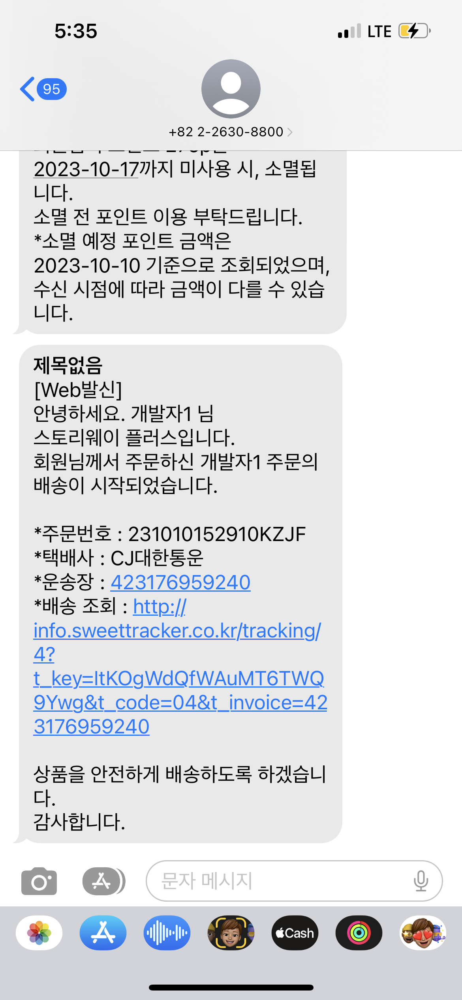 5:35
LTE
95
+82 2-2630-8800
2023-10-17까지 미사용 시, 소멸됩
니다.
소멸 전 포인트 이용 부탁드립니다.
*소멸 예정 포인트 금액은
2023-10-10 기준으로 조회되었으며,
수신 시점에 따라 금액이 다를 수 있습
니다.
제목없음
[Web발신]
안녕하세요. 개발자1 님
스토리웨이 플러스입니다.
회원님께서 주문하신 개발자1 주문의
배송이 시작되었습니다.
*주문번호 : 231010152910KZJF
*택배사 : CJ대한통운
*운송장 : 423176959240
*배송 조회 : http://
info.sweettracker.co.kr/tracking/
4?
t_key=ItKOgWdQfWAuMT6TWQ
9Ywg&t_code=04&t_invoice=42
3176959240
상품을 안전하게 배송하도록 하겠습니
다.
감사합니다.
문자 메시지
Cash